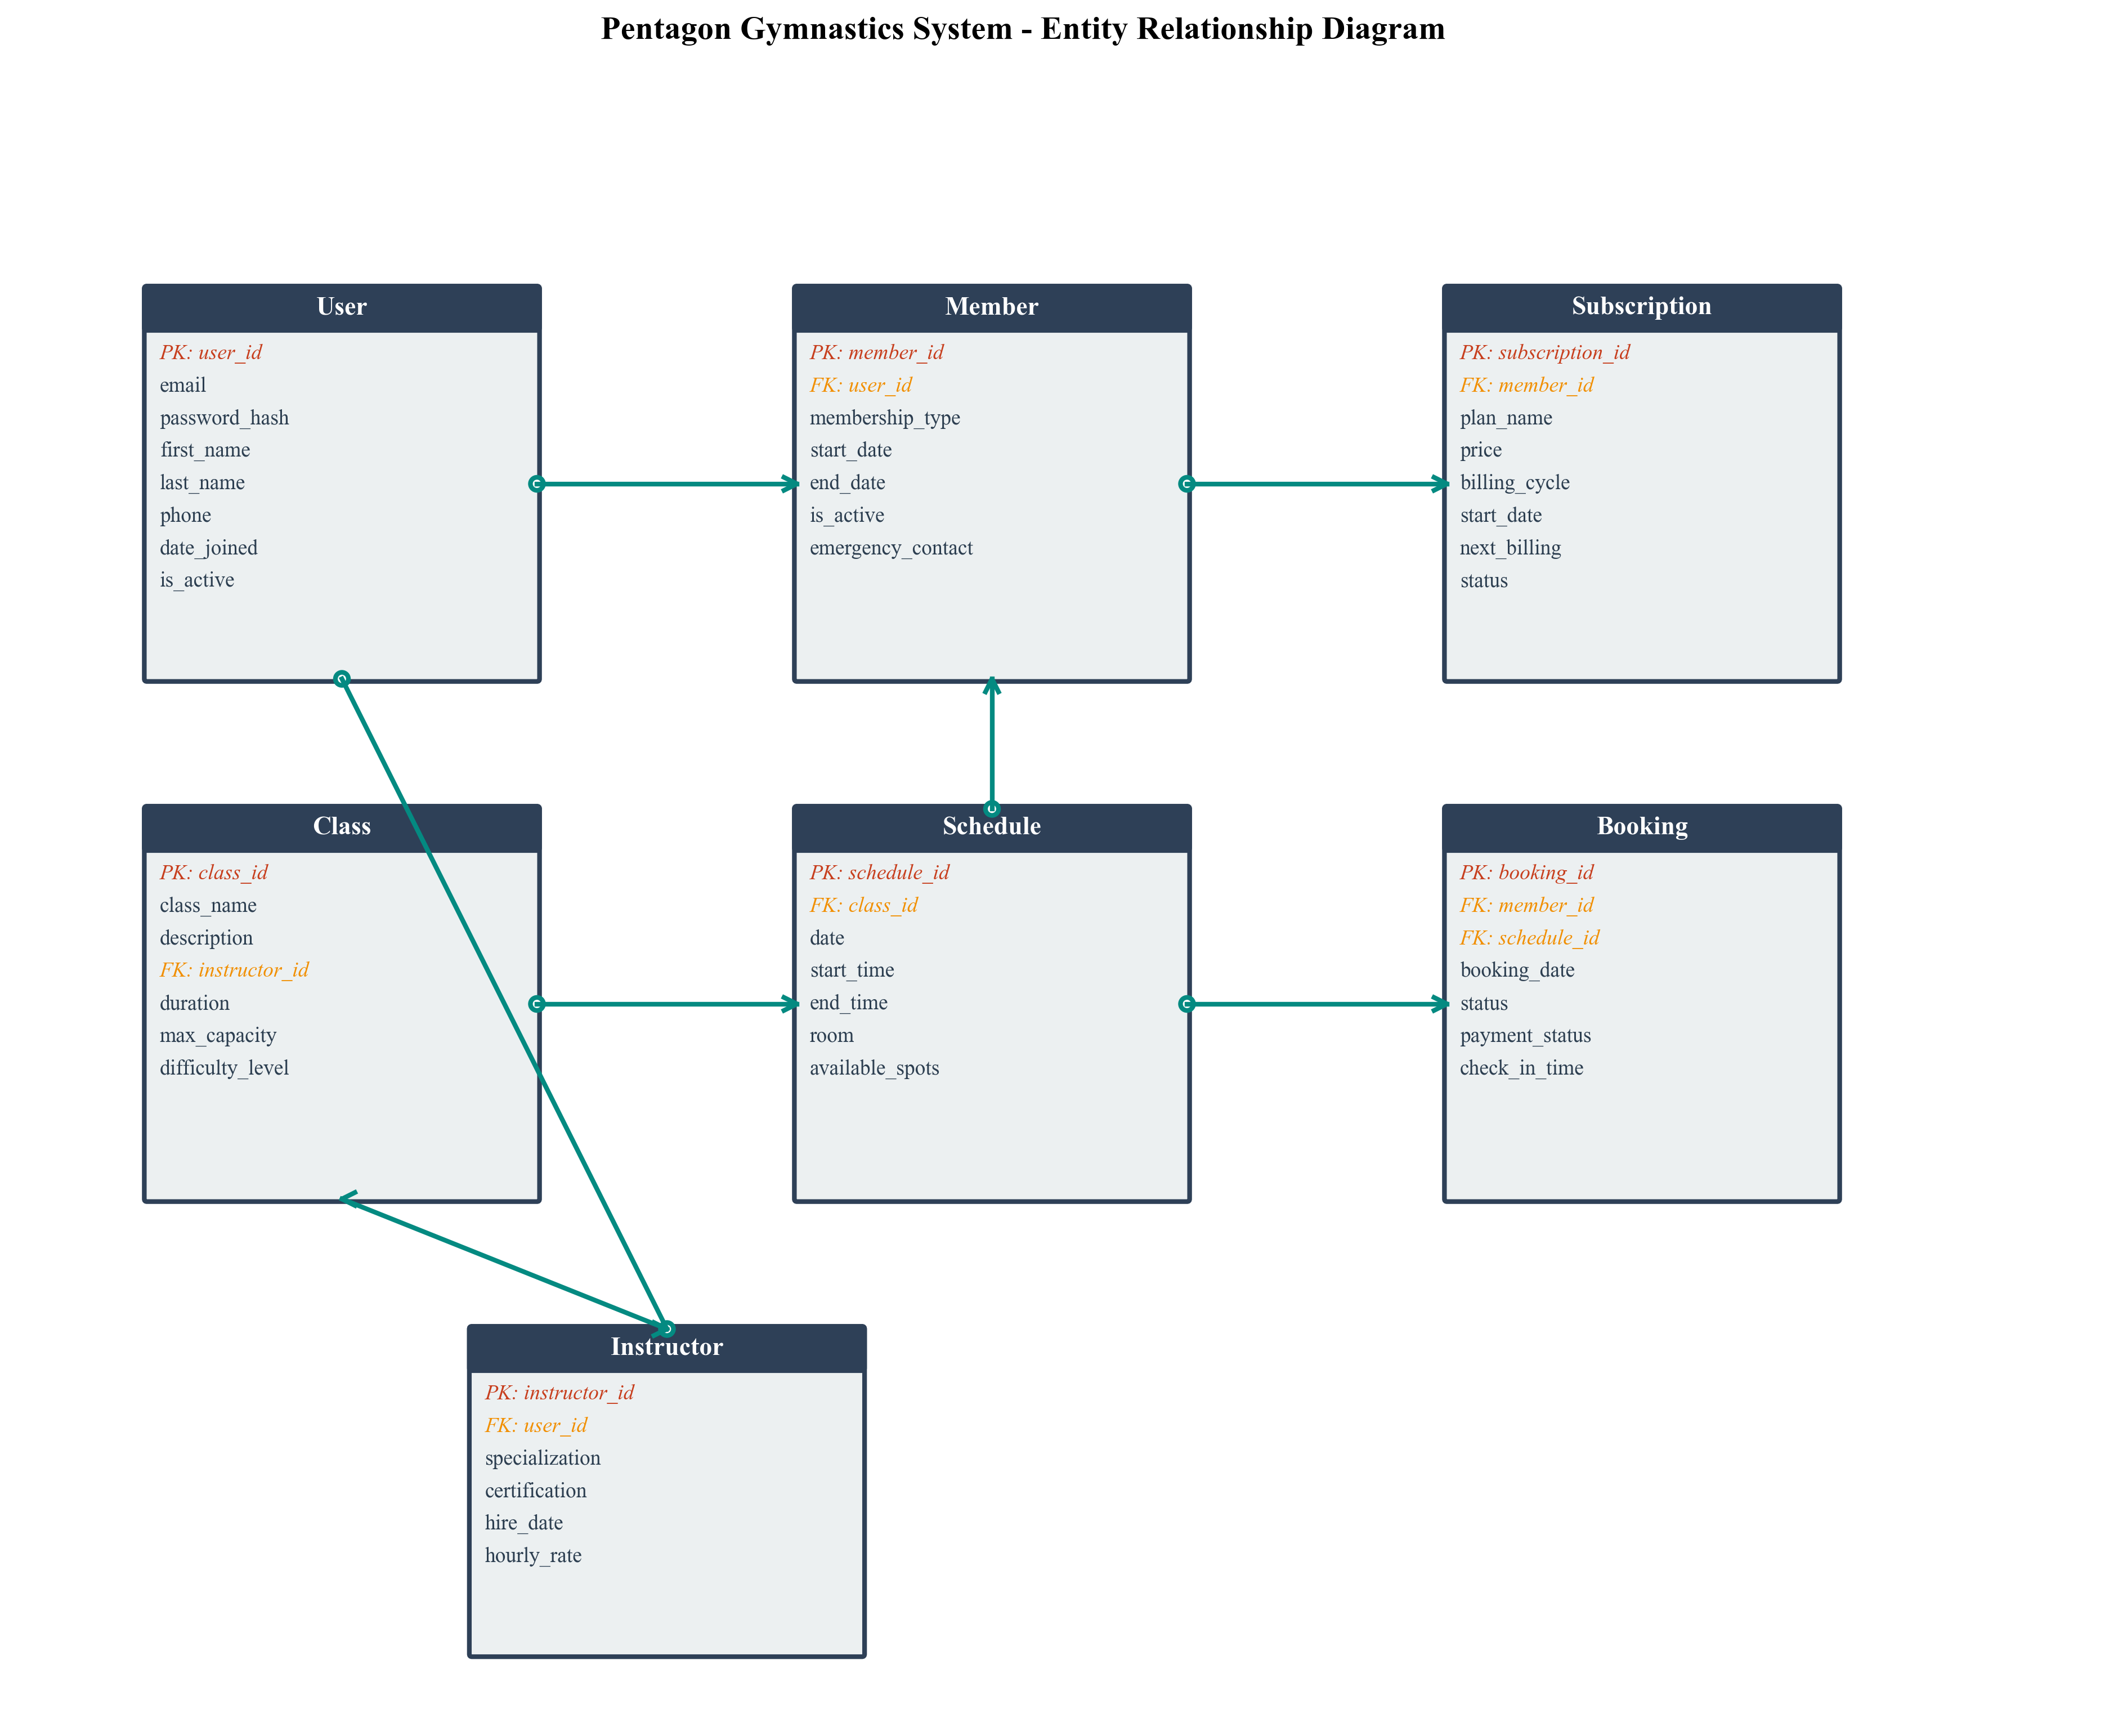 Pentagon Gymnastics System - Entity Relationship Diagram
User
PK: user_id
email
password_hash
first_name
last_name
phone
date_joined
is_active
Member
PK: member_id
FK: user_id
membership_type
start_date
end_date
is_active
emergency_contact
Subscription
PK: subscription_id
FK: member_id
plan_name
price
billing_cycle
start_date
next_billing
status
Class
PK: class_id
class_name
description
FK: instructor_id
duration
max_capacity
difficulty_level
Schedule
PK: schedule_id
FK: class_id
date
start_time
end_time
room
available_spots
Booking
PK: booking_id
FK: member_id
FK: schedule_id
booking_date
status
payment_status
check_in_time
Instructor
PK: instructor_id
FK: user_id
specialization
certification
hire_date
hourly_rate